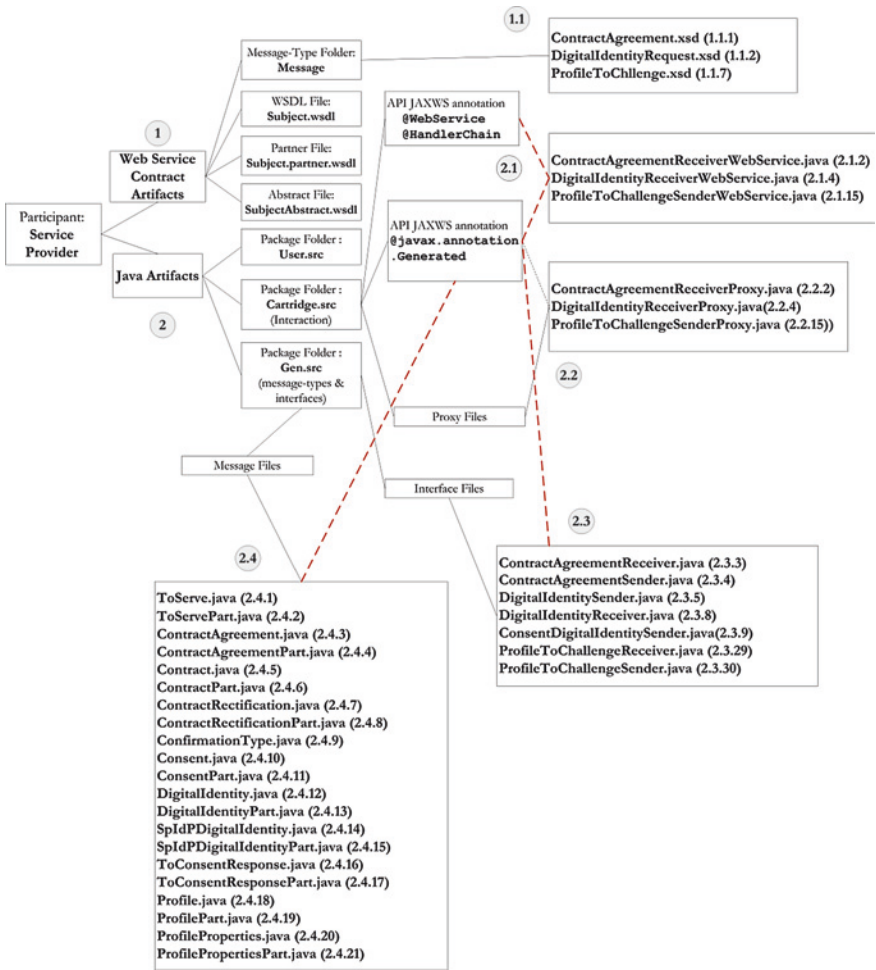 1.1
ContractAgreement.xsd (1.1.1)
DigitalIdentityRequest.xsd (1.1.2)
ProfileToChllenge.xsd (1.1.7)
Message-Type Folder:
Message
WSDL File:
Subject.wsdl
Partner File:
Subject.partner.wsdl
Abstract File:
SubjectAbstract.wsdl
1
Web Service
Contract
Artifacts
Participant:
Service
Provider
Java Artifacts
2
Package Folder :
User.src
Package Folder :
Cartridge.src
(Interaction)
Package Folder :
Gen.src
(message-types &
interfaces)
API JAXWS annotation
@WebService
@HandlerChain
2.1
API JAXWS annotation
@javax.annotation
.Generated
ContractAgreementReceiverWebService.java (2.1.2)
DigitalIdentityReceiverWebService.java (2.1.4)
ProfileToChallengeSenderWebService.java (2.1.15)
ContractAgreementReceiverProxy.java (2.2.2)
DigitalIdentityReceiverProxy.java(2.2.4)
ProfileToChallengeSenderProxy.java (2.2.15))
2.2
Proxy Files
Message Files
Interface Files
2.3
ContractAgreementReceiver.java (2.3.3)
ContractAgreementSender.java (2.3.4)
DigitalIdentitySender.java (2.3.5)
DigitalIdentityReceiver.java (2.3.8)
ConsentDigitalIdentitySender.java(2.3.9)
ProfileToChallengeReceiver.java (2.3.29)
ProfileToChallengeSender.java (2.3.30)
2.4
ToServe.java (2.4.1)
ToServePart.java (2.4.2)
ContractAgreement.java (2.4.3)
ContractAgreementPart.java (2.4.4)
Contract.java (2.4.5)
ContractPart.java (2.4.6)
ContractRectification.java (2.4.7)
ContractRectificationPart.java (2.4.8)
ConfirmationType.java (2.4.9)
Consent.java (2.4.10)
ConsentPart.java (2.4.11)
DigitalIdentity.java (2.4.12)
DigitalIdentityPart.java (2.4.13)
SpIdPDigitalIdentity.java (2.4.14)
SpIdPDigitalIdentityPart.java (2.4.15)
ToConsentResponse.java (2.4.16)
ToConsentResponsePart.java (2.4.17)
Profile.java (2.4.18)
ProfilePart.java (2.4.19)
ProfileProperties.java (2.4.20)
ProfilePropertiesPart.java (2.4.21)